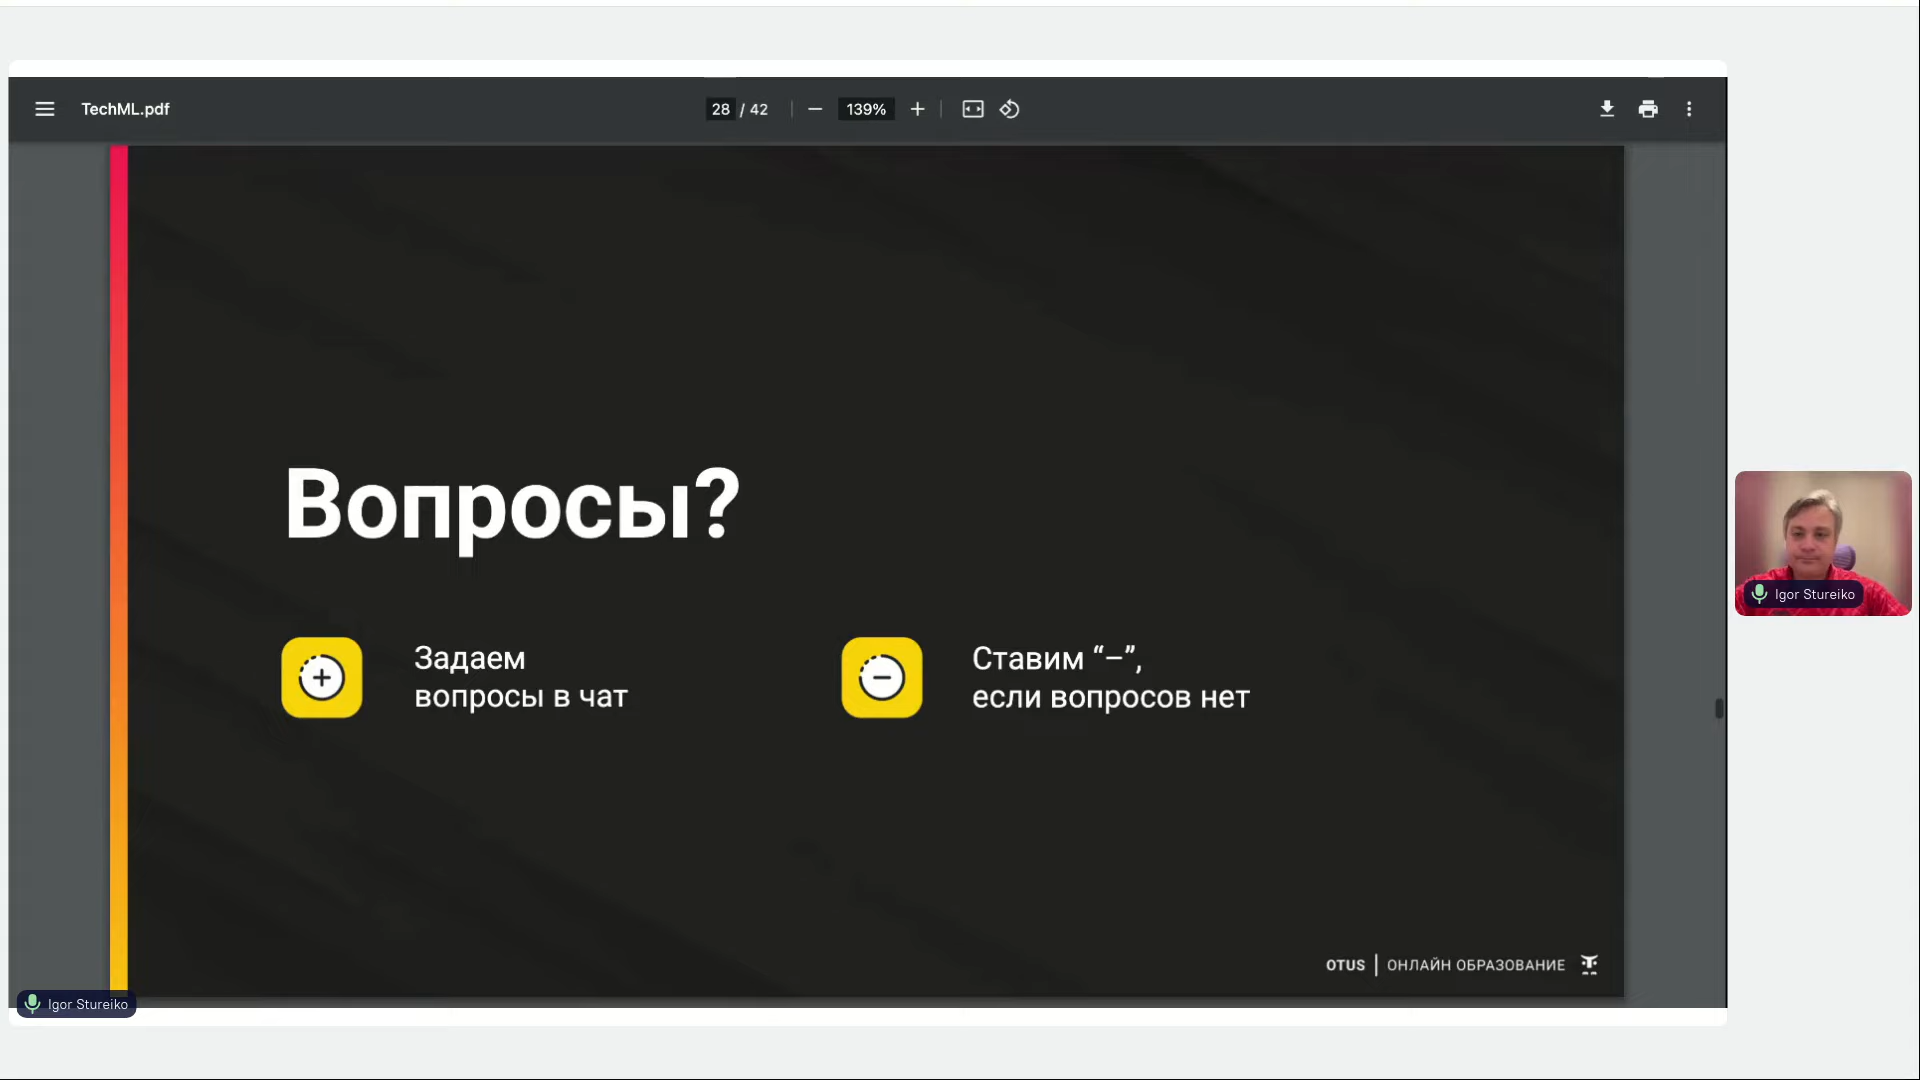 TechML.pdf
28 / 42
139%
Вопросы?
Задаем
вопросы в чат
Ставим “–”,
если вопросов нет
OTUS | ОНЛАЙН ОБРАЗОВАНИЕ
Igor Stureiko
Igor Stureiko